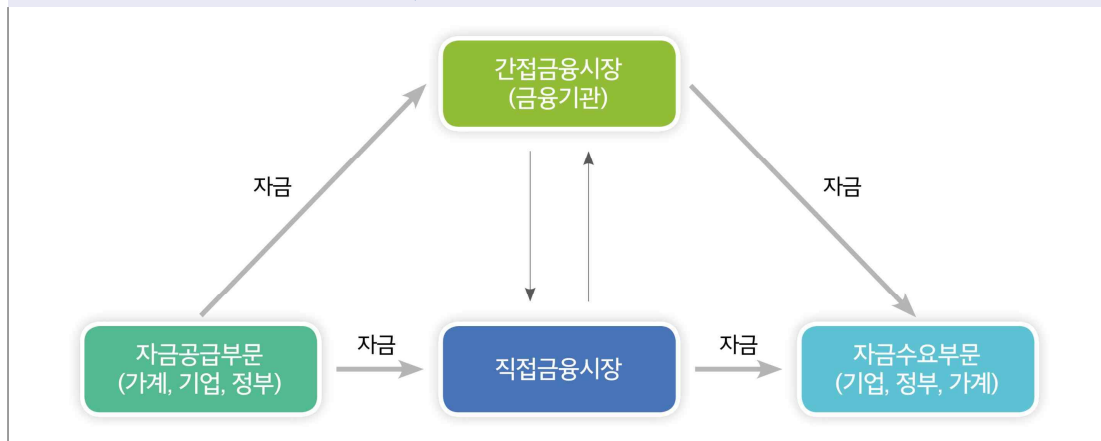 간접금융시장
(금융기관)
자금
자금
자금공급부문
(가계, 기업, 정부)
자금
직접금융시장
자금
자금수요부문
(기업, 정부, 가계)